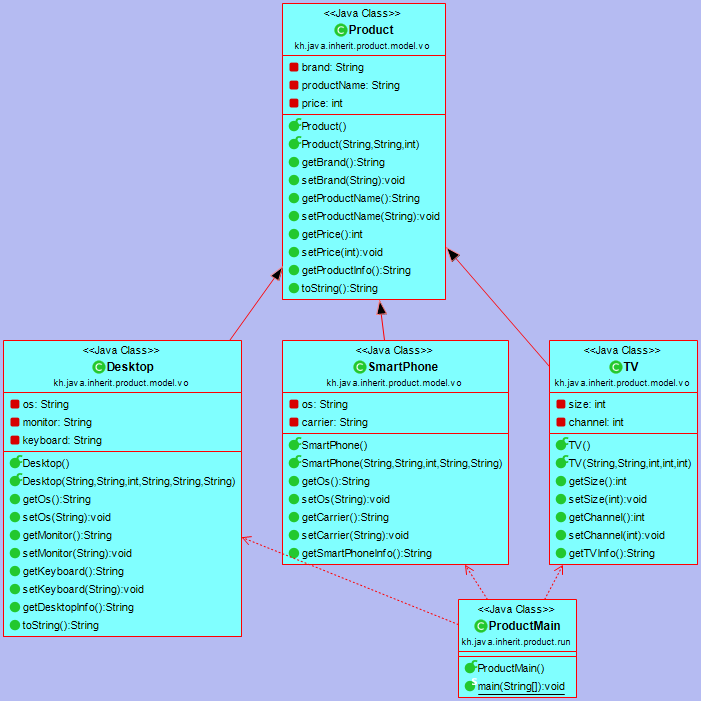 <<Java Class>>
Product
kh.java.inherit.product.model.vo
brand: String
productName: String
price: int
Product()
Product(String,String,int)
getBrand():String
setBrand(String):void
getProductName():String
setProductName(String):void
getPrice():int
setPrice(int):void
getProductInfo():String
toString():String
<<Java Class>>
Desktop
kh.java.inherit.product.model.vo
os: String
monitor: String
keyboard: String
Desktop()
Desktop(String,String,int,String,String,String)
getOs():String
setOs(String):void
getMonitor():String
setMonitor(String):void
getKeyboard():String
setKeyboard(String):void
getDesktopInfo():String
toString():String
<<Java Class>>
SmartPhone
kh.java.inherit.product.model.vo
os: String
carrier: String
SmartPhone()
SmartPhone(String,String,int,String,String)
getOs():String
setOs(String):void
getCarrier():String
setCarrier(String):void
getSmartPhoneInfo():String
<<Java Class>>
TV
kh.java.inherit.product.model.vo
size: int
channel: int
TV()
TV(String,String,int,int,int)
getSize():int
setSize(int):void
getChannel():int
setChannel(int):void
getTVInfo():String
<<Java Class>>
ProductMain
kh.java.inherit.product.run
ProductMain()
main(String[]):void